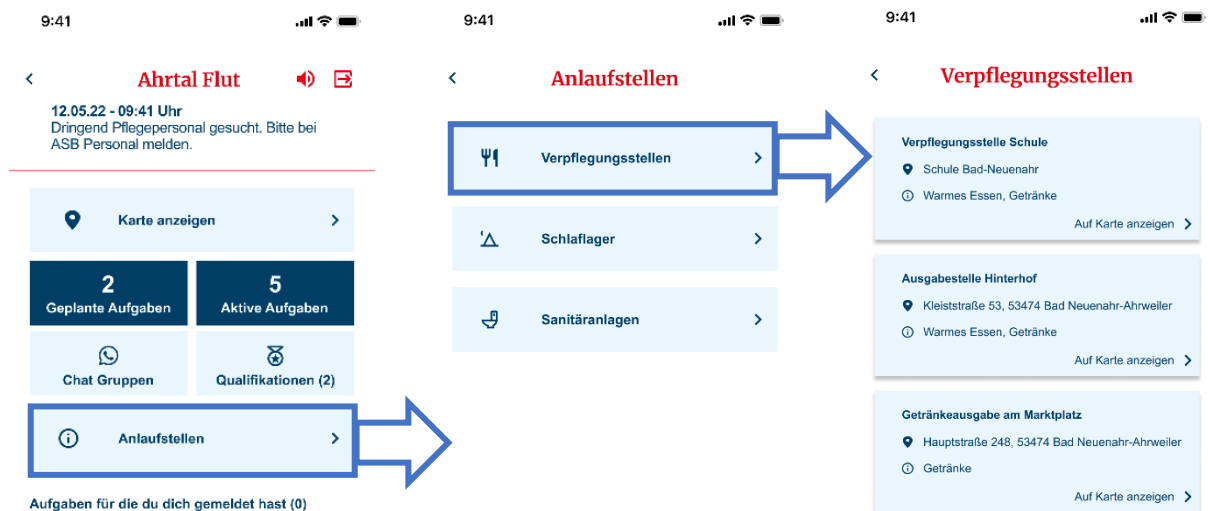 9:41
Ahrtal Flut
12.05.22 - 09:41 Uhr
Dringend Pflegepersonal gesucht. Bitte bei
ASB Personal melden.
Karte anzeigen
2
Geplante Aufgaben
5
Aktive Aufgaben
Chat Gruppen
Qualifikationen (2)
Anlaufstellen
Aufgaben für die du dich gemeldet hast (0)
9:41
Anlaufstellen
Verpflegungsstellen
Schlaflager
Sanitäranlagen
9:41
Verpflegungsstellen
Verpflegungsstelle Schule
Schule Bad-Neuenahr
Warmes Essen, Getränke
Auf Karte anzeigen
Ausgabestelle Hinterhof
Kleiststraße 53, 53474 Bad Neuenahr-Ahrweiler
Warmes Essen, Getränke
Auf Karte anzeigen
Getränkeausgabe am Marktplatz
Hauptstraße 248, 53474 Bad Neuenahr-Ahrweiler
Getränke
Auf Karte anzeigen